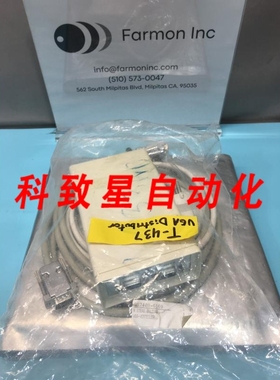 Farmon Inc
info@farmoninc.com
(510) 573-0047
362 South Milpitas Blvd. Milpitas CA. 95035
科致星自动化
T-437
VGA Distributor